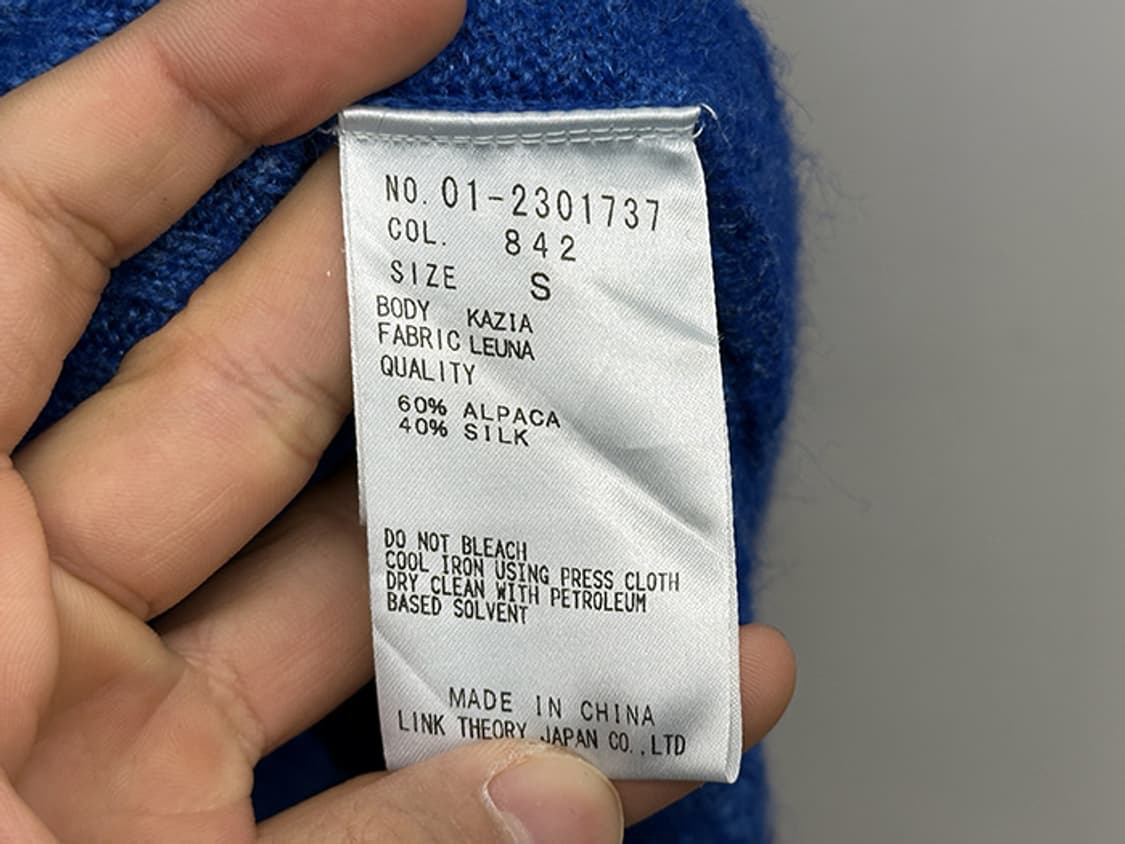 NO. 01-2301737
COL. 842
SIZE S
BODY KAZIA
FABRIC LEUNA
QUALITY
60% ALPACA
40% SILK
DO NOT BLEACH
COOL IRON USING PRESS CLOTH
DRY CLEAN WITH PETROLEUM
BASED SOLVENT
MADE IN CHINA
LINK THEORY JAPAN CO.,LTD